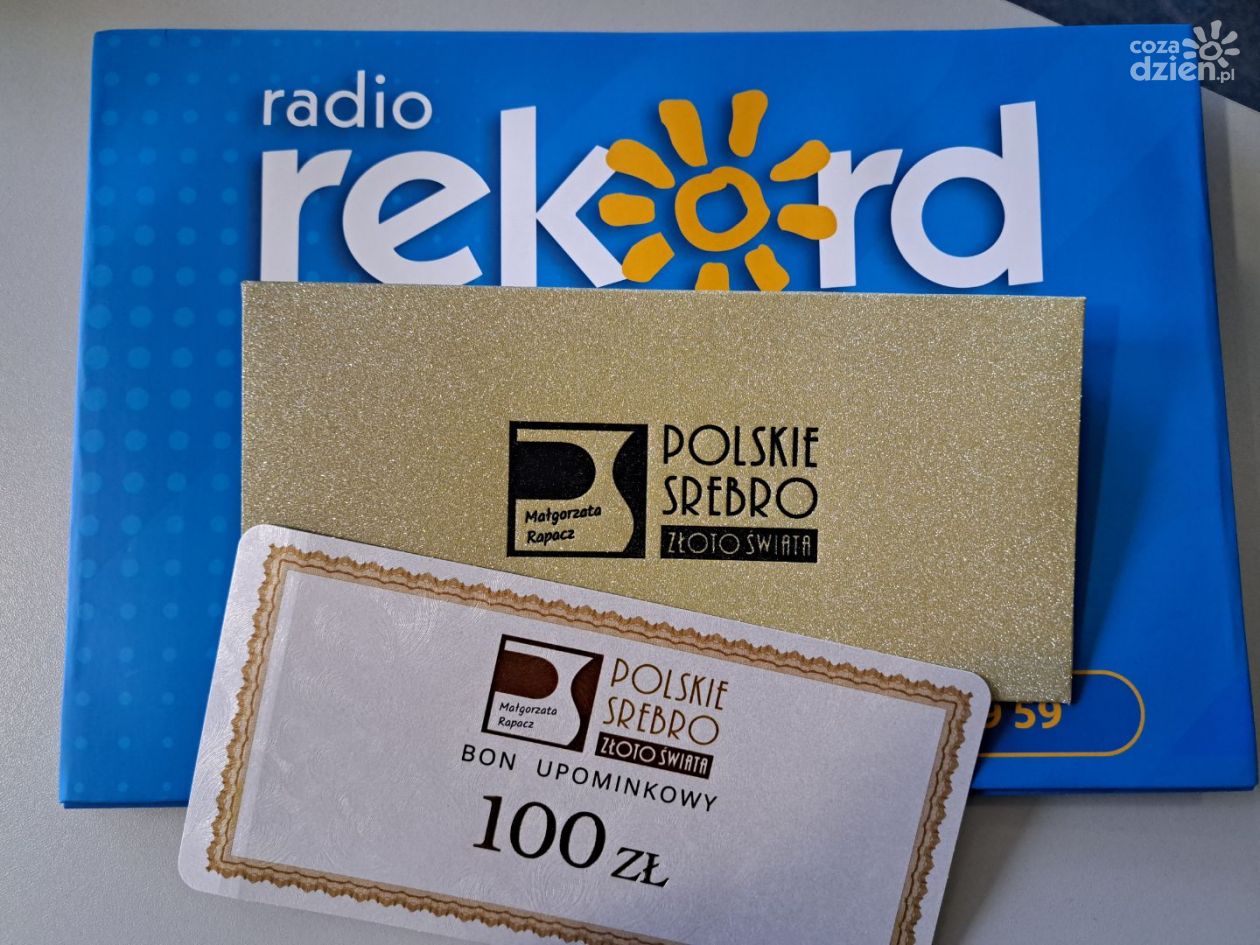 coza
dzien.pl
radio
rekord
POLSKIE
SREBRO
ZŁOTO ŚWIATA
Małgorzata
Rapacz
9 59
POLSKIE
SREBRO
ZŁOTO ŚWIATA
Małgorzata
Rapacz
BON UPOMINKOWY
100 ZŁ